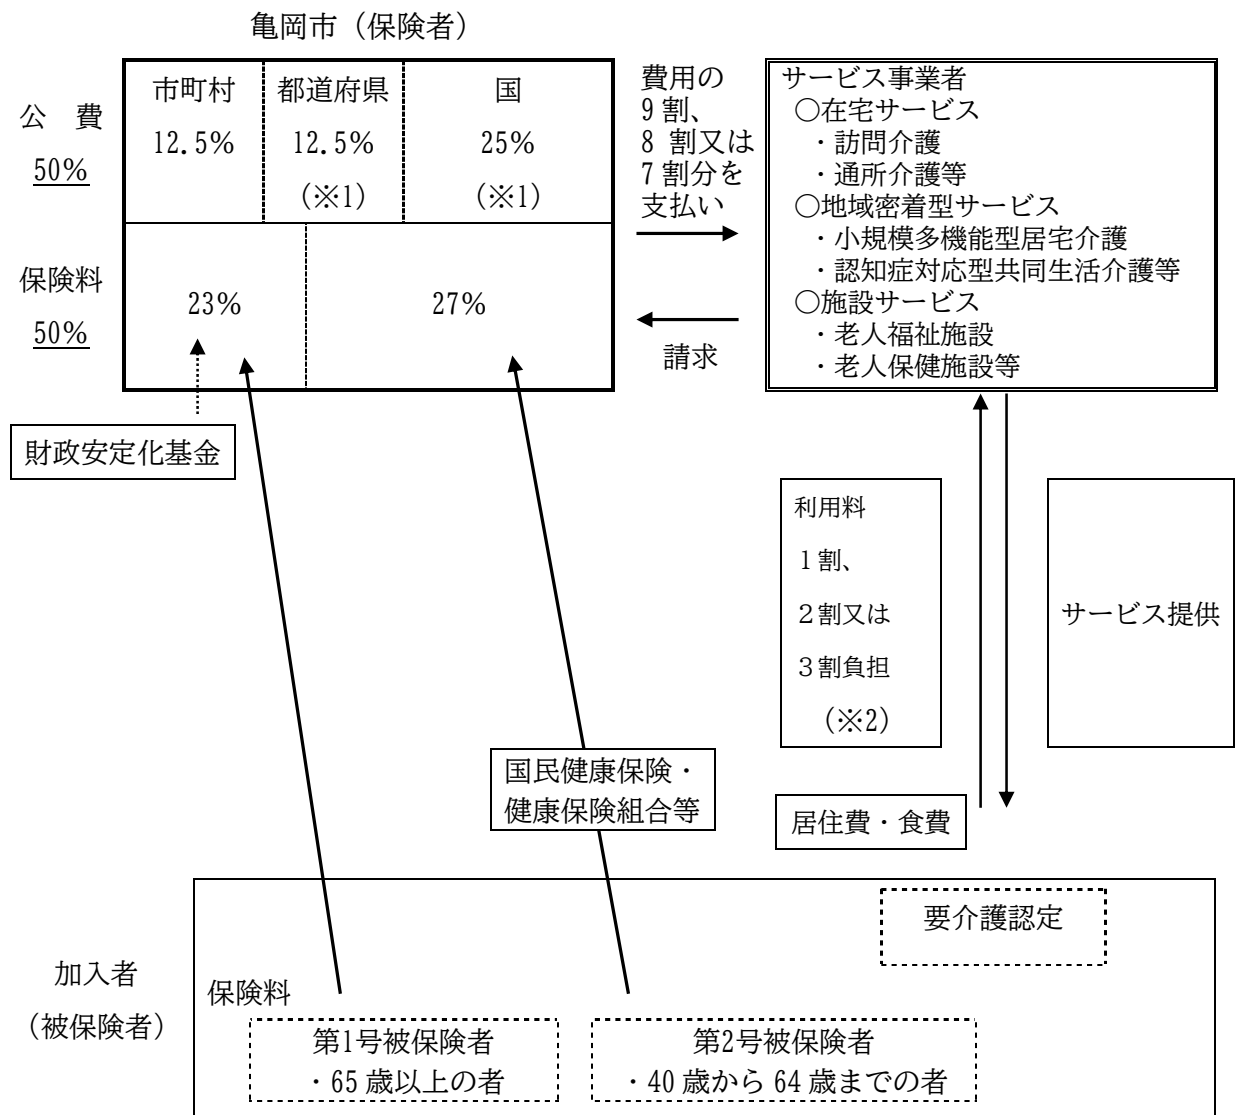 亀岡市（保険者）
公　費
50%
市町村
12.5%
都道府県
12.5%
(※1)
国
25%
(※1)
保険料
50%
23%
27%
財政安定化基金
費用の
9割、
8 割又は
7割分を
支払い
請求
サービス事業者
○在宅サービス
・訪問介護
・通所介護等
○地域密着型サービス
・小規模多機能型居宅介護
・認知症対応型共同生活介護等
○施設サービス
・老人福祉施設
・老人保健施設等
利用料
１割、
２割又は
３割負担
(※2)
サービス提供
国民健康保険・
健康保険組合等
居住費・食費
要介護認定
加入者
（被保険者）
保険料
第1号被保険者
・65歳以上の者
第2号被保険者
・40歳から64歳までの者